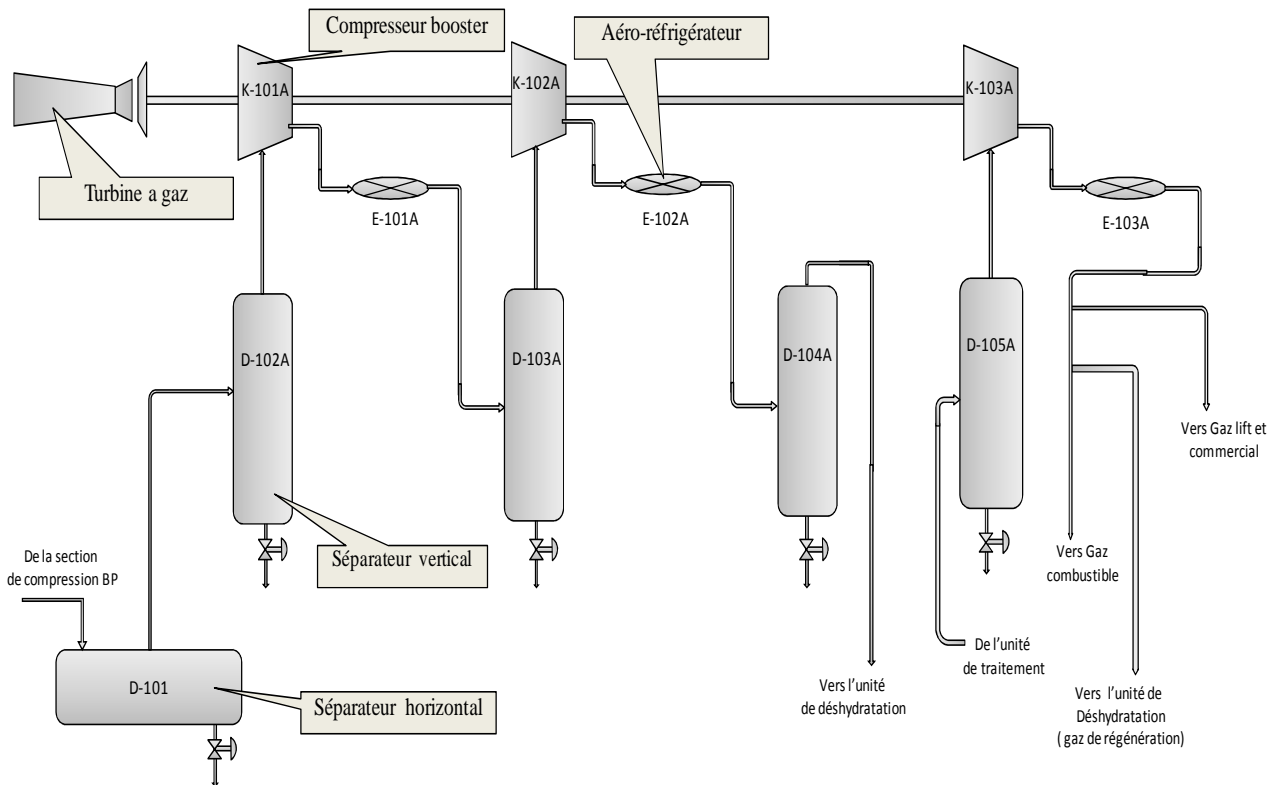 Compresseur booster
Aéro-réfrigérateur
K-101A
K-102A
K-103A
Turbine a gaz
E-101A
E-102A
E-103A
D-102A
D-103A
D-104A
D-105A
Vers Gaz lift et
commercial
De la section
de compression BP
Séparateur vertical
Vers Gaz
combustible
De l'unité
de traitement
D-101
Séparateur horizontal
Vers l'unité
de déshydratation
Vers l'unité de
Déshydratation
( gaz de régénération)